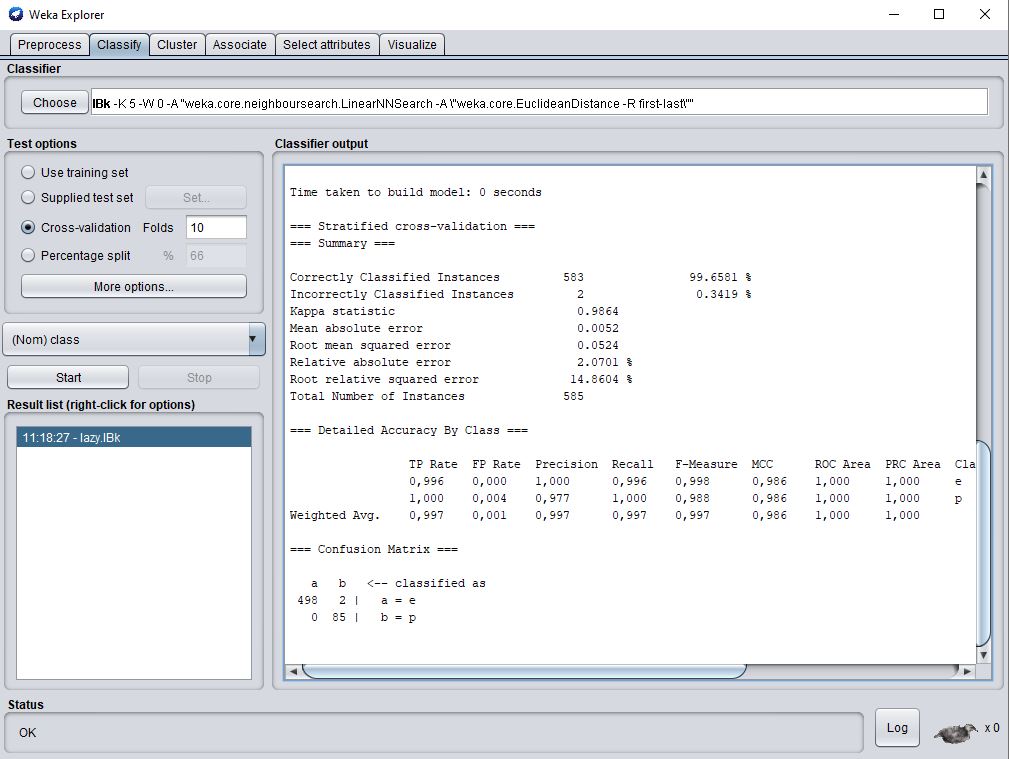 Weka Explorer
Preprocess Classify Cluster Associate Select attributes Visualize
Classifier
Choose IBk -K 5 -W 0 -A "weka.core.neighboursearch.LinearNNSearch -A \"weka.core.EuclideanDistance -R first-last\""
Test options
Use training set
Supplied test set Set...
Cross-validation Folds 10
Percentage split % 66
More options...
(Nom) class
Start Stop
Result list (right-click for options)
11:18:27 - lazy.IBk
Classifier output
Time taken to build model: 0 seconds
=== Stratified cross-validation ===
=== Summary ===
Correctly Classified Instances 583 99.6581 %
Incorrectly Classified Instances 2 0.3419 %
Kappa statistic 0.9864
Mean absolute error 0.0052
Root mean squared error 0.0524
Relative absolute error 2.0701 %
Root relative squared error 14.8604 %
Total Number of Instances 585
=== Detailed Accuracy By Class ===
TP Rate FP Rate Precision Recall F-Measure MCC ROC Area PRC Area Cla
0,996 0,000 1,000 0,996 0,998 0,986 1,000 1,000 e
1,000 0,004 0,977 1,000 0,988 0,986 1,000 1,000 p
Weighted Avg. 0,997 0,001 0,997 0,997 0,997 0,986 1,000 1,000
=== Confusion Matrix ===
a b <-- classified as
498 2 | a = e
0 85 | b = p
Status
OK
Log
x 0